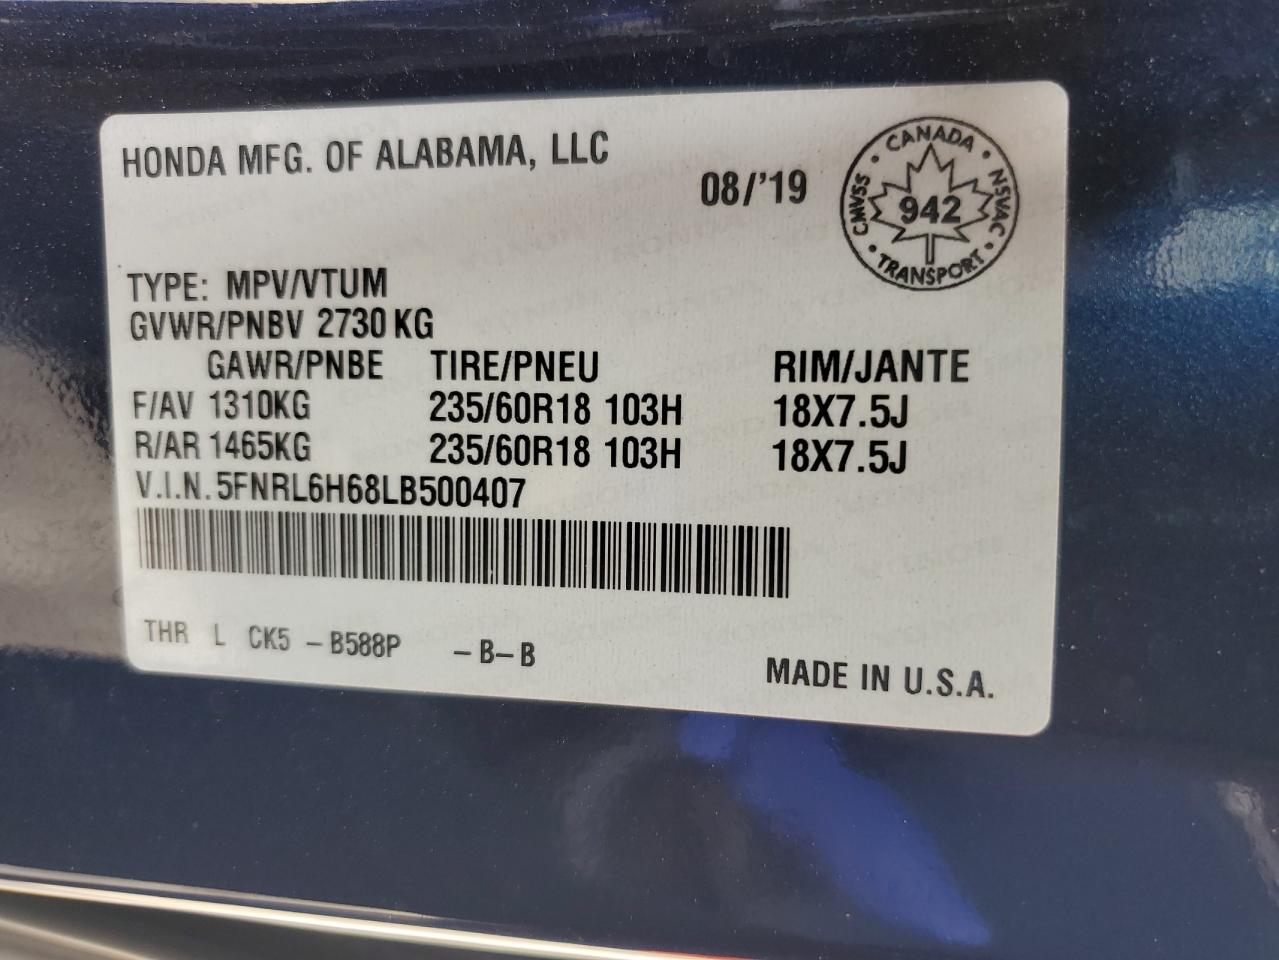 HONDA MFG. OF ALABAMA, LLC
08/'19
CANADA
CMVSS 942 NSVAC
TRANSPORT
TYPE: MPV/VTUM
GVWR/PNBV 2730 KG
GAWR/PNBE TIRE/PNEU RIM/JANTE
F/AV 1310KG 235/60R18 103H 18X7.5J
R/AR 1465KG 235/60R18 103H 18X7.5J
V.I.N. 5FNRL6H68LB500407
THR L CK5 - B588P - B - B
MADE IN U.S.A.